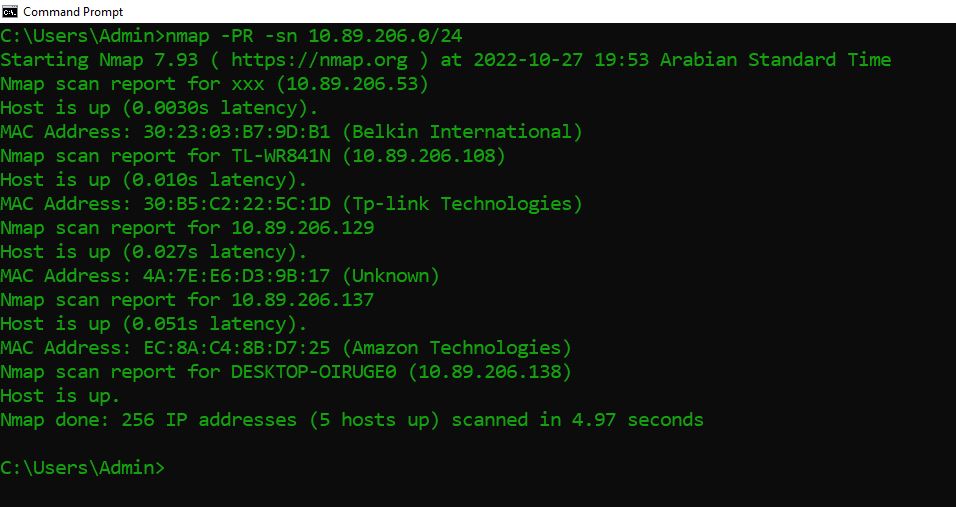 Command Prompt
C:\Users\Admin>nmap -PR -sn 10.89.206.0/24
Starting Nmap 7.93 ( https://nmap.org ) at 2022-10-27 19:53 Arabian Standard Time
Nmap scan report for xxx (10.89.206.53)
Host is up (0.0030s latency).
MAC Address: 30:23:03:B7:9D:B1 (Belkin International)
Nmap scan report for TL-WR841N (10.89.206.108)
Host is up (0.010s latency).
MAC Address: 30:B5:C2:22:5C:1D (Tp-link Technologies)
Nmap scan report for 10.89.206.129
Host is up (0.027s latency).
MAC Address: 4A:7E:E6:D3:9B:17 (Unknown)
Nmap scan report for 10.89.206.137
Host is up (0.051s latency).
MAC Address: EC:8A:C4:8B:D7:25 (Amazon Technologies)
Nmap scan report for DESKTOP-OIRUGE0 (10.89.206.138)
Host is up.
Nmap done: 256 IP addresses (5 hosts up) scanned in 4.97 seconds
C:\Users\Admin>